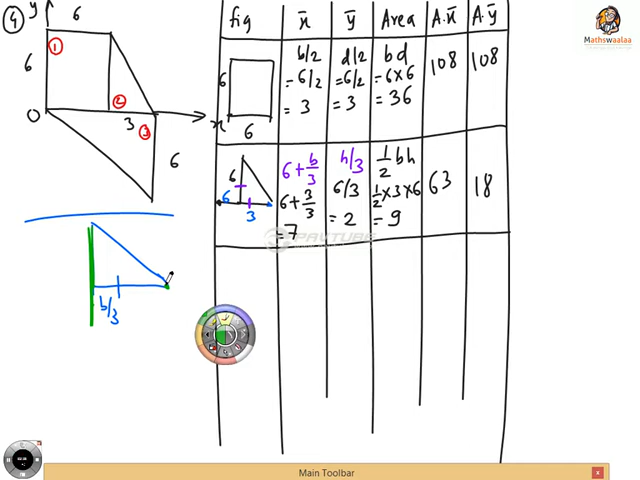 4 y 6
6 1
2
0 3
3
6
x
b/3
fig x̄ ȳ Area A.x̄ A.ȳ
6 6
b/2 d/2 bd 108 108
=6/2 =6/2 =6×6
=3 =3 =36
6 6 3
6+b/3 h/3 1/2 bh 63 18
6+3/3 6/3 1/2×3×6
=7 =2 =9
PAYTUBE
Mathswaalaa
Main Toolbar